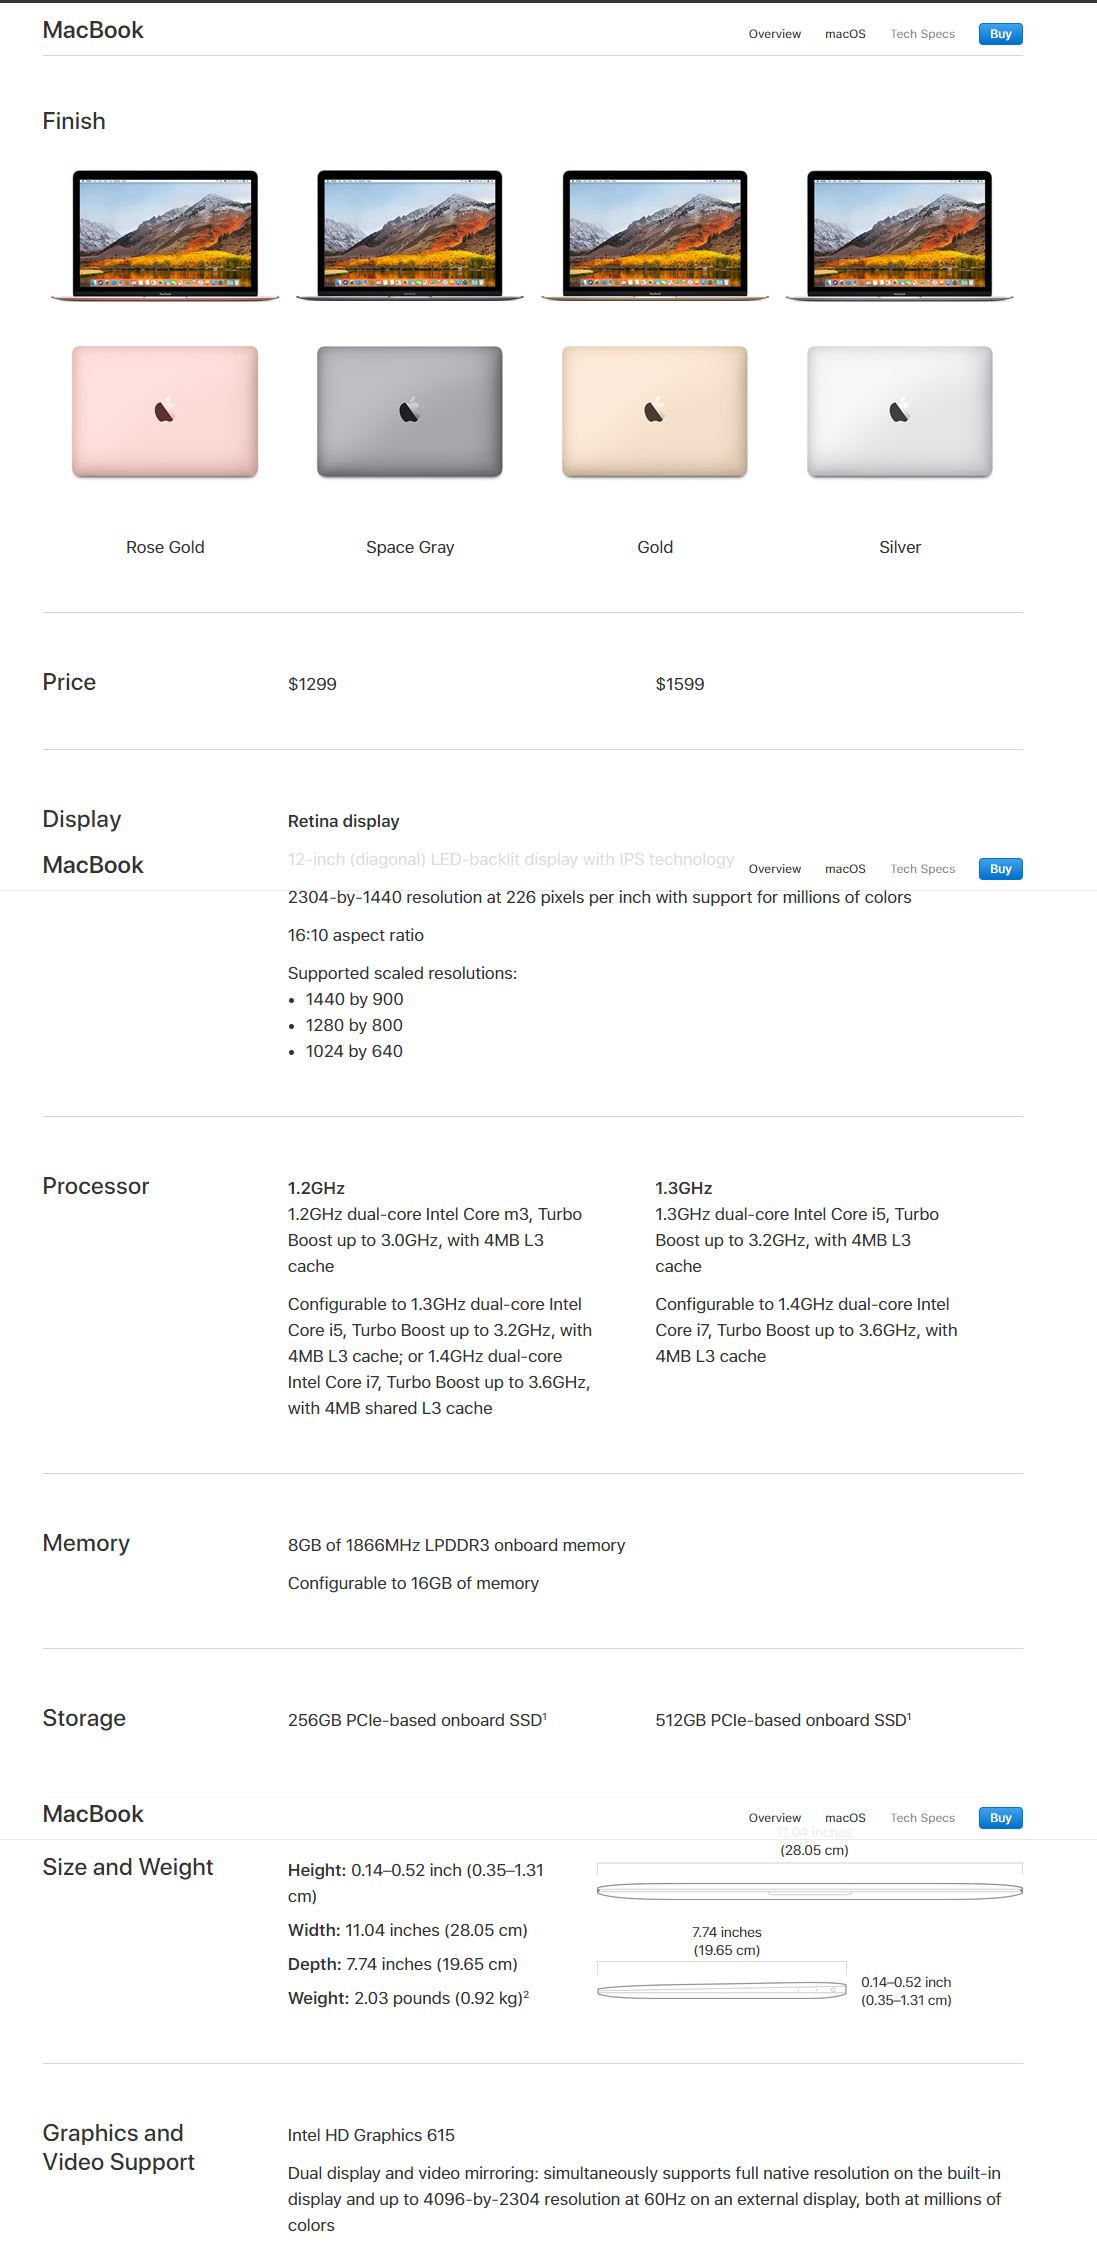 MacBook
Overview macOS Tech Specs Buy
Finish
Rose Gold Space Gray Gold Silver
Price
$1299 $1599
Display
Retina display
MacBook
12-inch (diagonal) LED-backlit display with IPS technology
Overview macOS Tech Specs Buy
2304-by-1440 resolution at 226 pixels per inch with support for millions of colors
16:10 aspect ratio
Supported scaled resolutions:
• 1440 by 900
• 1280 by 800
• 1024 by 640
Processor
1.2GHz
1.2GHz dual-core Intel Core m3, Turbo
Boost up to 3.0GHz, with 4MB L3
cache
Configurable to 1.3GHz dual-core Intel
Core i5, Turbo Boost up to 3.2GHz, with
4MB L3 cache; or 1.4GHz dual-core
Intel Core i7, Turbo Boost up to 3.6GHz,
with 4MB shared L3 cache
1.3GHz
1.3GHz dual-core Intel Core i5, Turbo
Boost up to 3.2GHz, with 4MB L3
cache
Configurable to 1.4GHz dual-core Intel
Core i7, Turbo Boost up to 3.6GHz, with
4MB L3 cache
Memory
8GB of 1866MHz LPDDR3 onboard memory
Configurable to 16GB of memory
Storage
256GB PCIe-based onboard SSD¹ 512GB PCIe-based onboard SSD¹
MacBook
Overview macOS Tech Specs Buy
Size and Weight
Height: 0.14–0.52 inch (0.35–1.31
cm)
Width: 11.04 inches (28.05 cm)
Depth: 7.74 inches (19.65 cm)
Weight: 2.03 pounds (0.92 kg)²
11.04 inches
(28.05 cm)
7.74 inches
(19.65 cm)
0.14–0.52 inch
(0.35–1.31 cm)
Graphics and
Video Support
Intel HD Graphics 615
Dual display and video mirroring: simultaneously supports full native resolution on the built-in
display and up to 4096-by-2304 resolution at 60Hz on an external display, both at millions of
colors